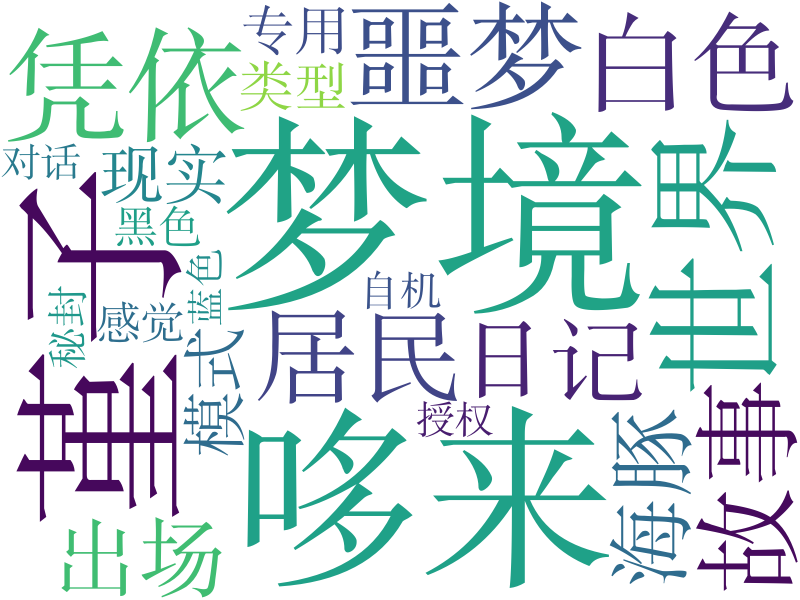 专用
噩梦
白色
凭依
类型
对话
现实
梦境
世界
黑色
董子
蓝色
自机
秘封
感觉
居民
日记
模式
授权
故事
哆来
海豚
出场